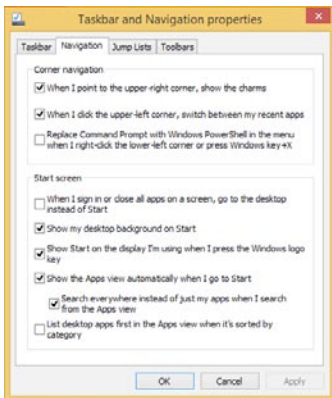 Taskbar and Navigation properties
Taskbar Navigation Jump Lists Toolbars
Corner navigation
When I point to the upper-right corner, show the charms
When I click the upper-left corner, switch between my recent apps
Replace Command Prompt with Windows PowerShell in the menu
when I right-click the lower-left corner or press Windows key+X
Start screen
When I sign in or close all apps on a screen, go to the desktop
instead of Start
Show my desktop background on Start
Show Start on the display I'm using when I press the Windows logo
key
Show the Apps view automatically when I go to Start
Search everywhere instead of just my apps when I search
from the Apps view
List desktop apps first in the Apps view when it's sorted by
category
OK Cancel Apply